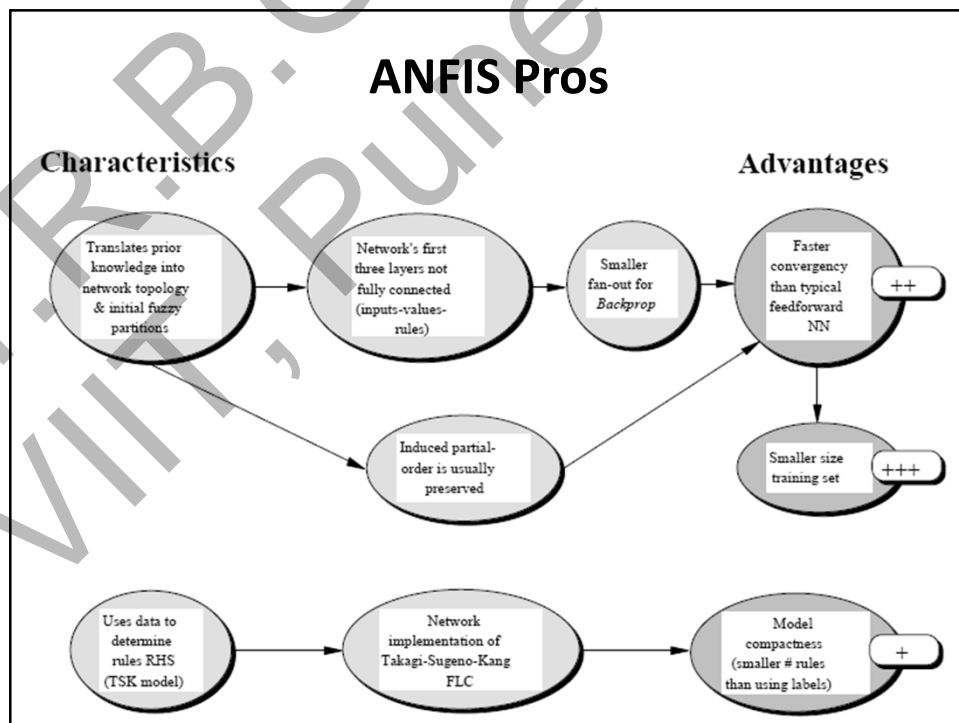 ANFIS Pros
Characteristics
Advantages
Translates prior
knowledge into
network topology
& initial fuzzy
partitions
Network's first
three layers not
fully connected
(inputs-values-
rules)
Smaller
fan-out for
Backprop
Faster
convergency
than typical
feedforward
NN
++
Induced partial-
order is usually
preserved
Smaller size
training set
+++
Uses data to
determine
rules RHS
(TSK model)
Network
implementation of
Takagi-Sugeno-Kang
FLC
Model
compactness
(smaller # rules
than using labels)
+
R.B.
VIIT, Pune